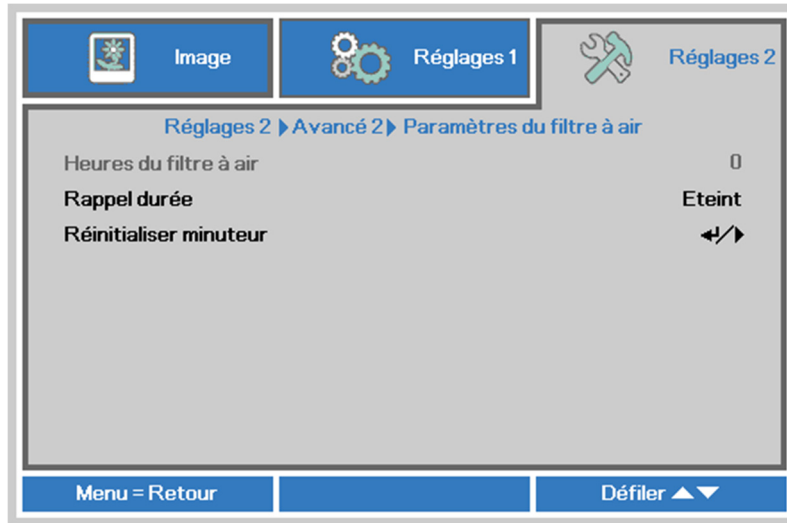 Image
Réglages 1
Réglages 2
Réglages 2 ▶ Avancé 2 ▶ Paramètres du filtre à air
Heures du filtre à air 0
Rappel durée Eteint
Réinitialiser minuteur ↵/▶
Menu = Retour
Défiler ▲▼